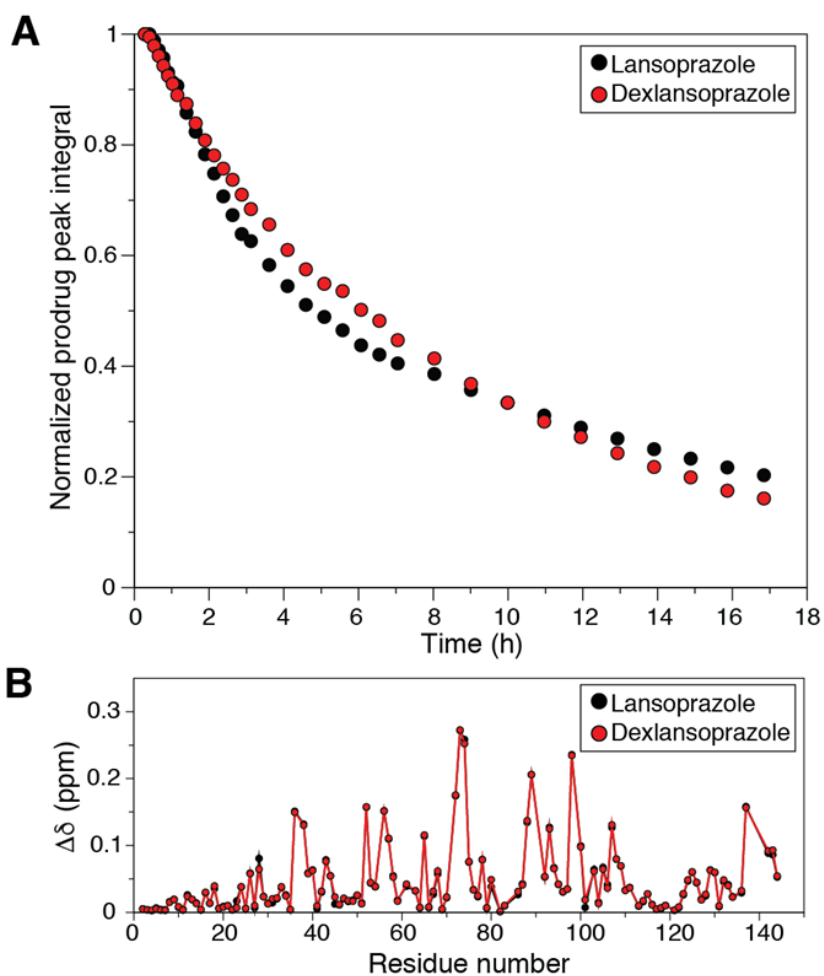 A
Normalized prodrug peak integral
1
0.8
0.6
0.4
0.2
0
Lansoprazole
Dexlansoprazole
0 2 4 6 8 10 12 14 16 18
Time (h)
B
Δδ (ppm)
0.3
0.2
0.1
0
Lansoprazole
Dexlansoprazole
0 20 40 60 80 100 120 140
Residue number